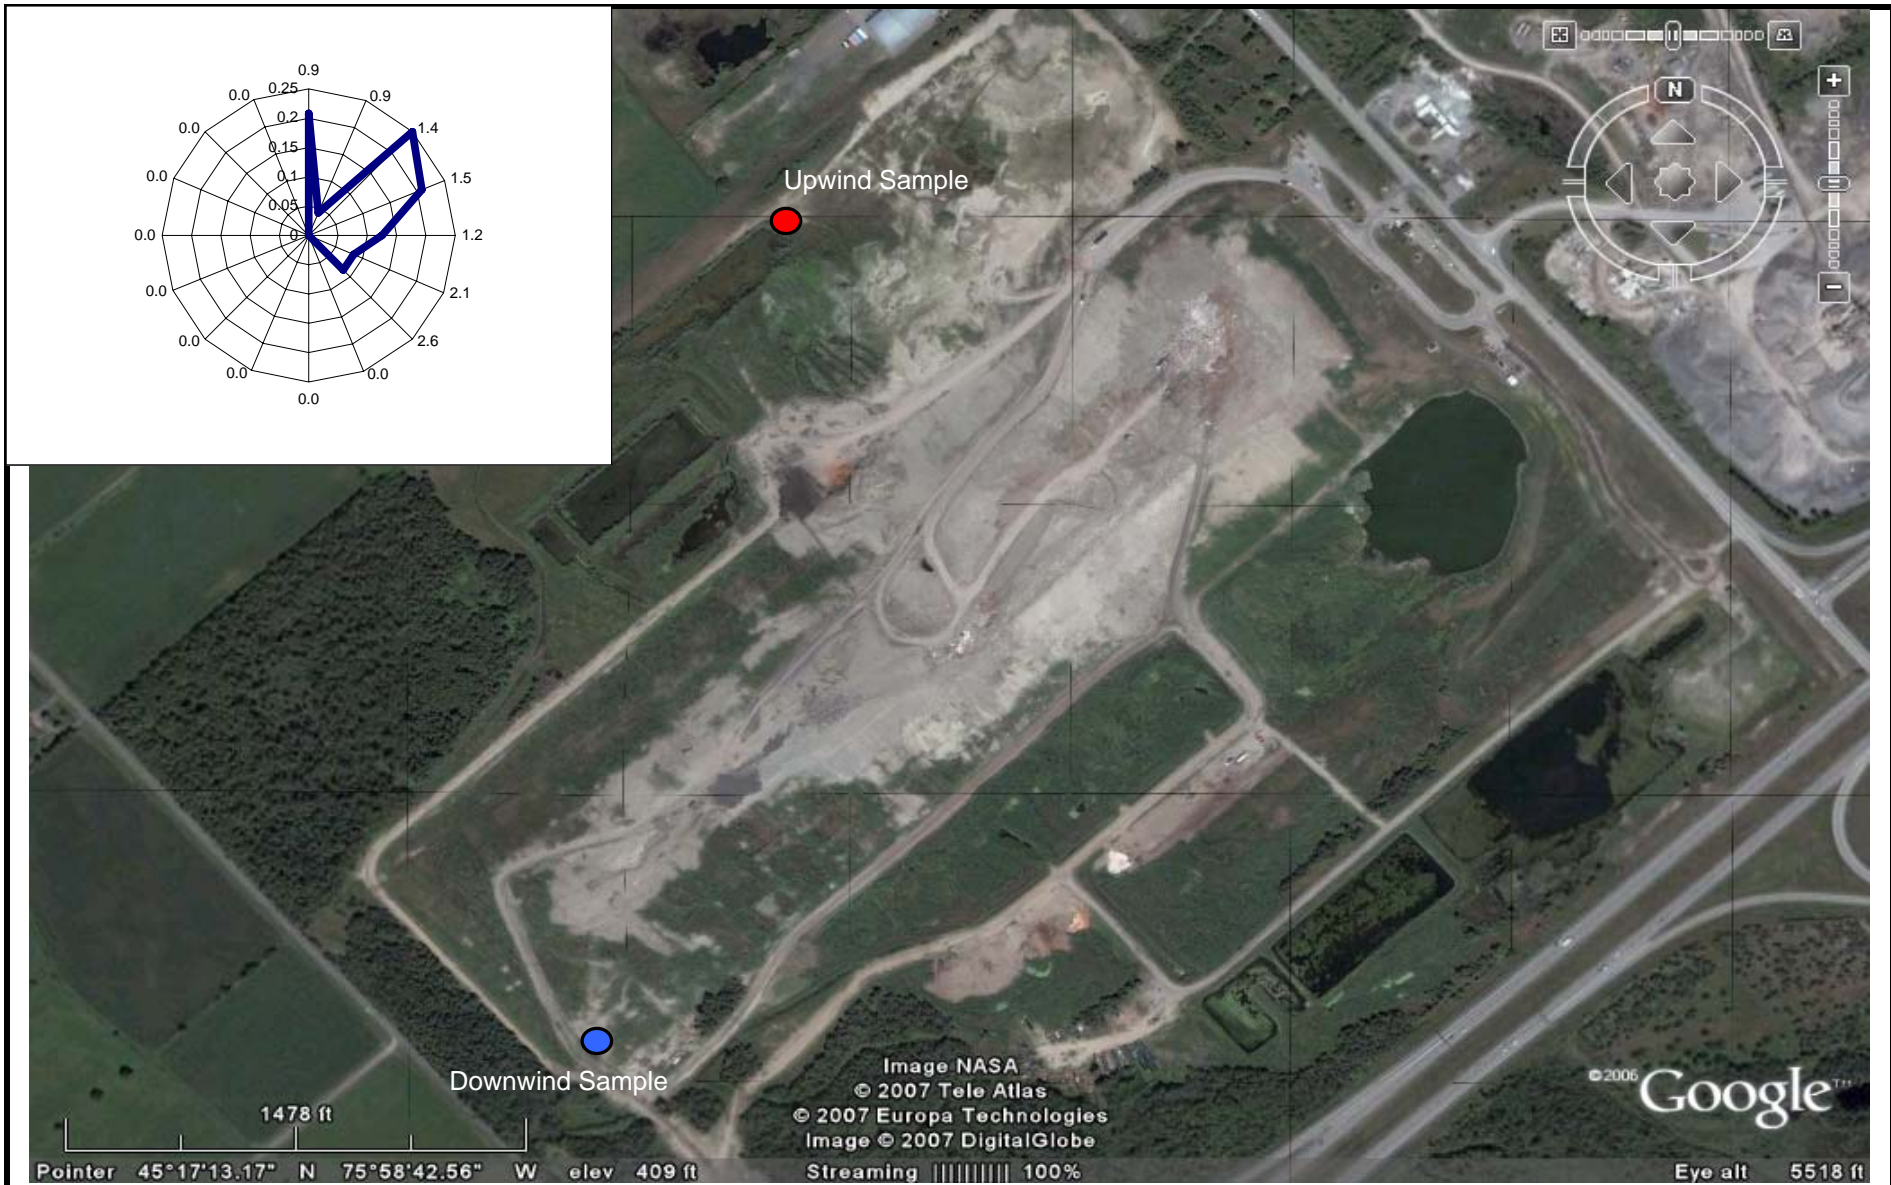 0.9
0.25
0.0
0.9
0.2
0.0
1.4
0.15
0.1
0.0
1.5
0.05
0.0
0
1.2
0.0
2.1
0.0
2.6
0.0
0.0
0.0
N
Upwind Sample
Downwind Sample
1478 ft
Image NASA
© 2007 Tele Atlas
© 2007 Europa Technologies
Image © 2007 DigitalGlobe
©2006 Google™
Pointer 45°17'13.17" N 75°58'42.56" W elev 409 ft Streaming |||||||||| 100% Eye alt 5518 ft